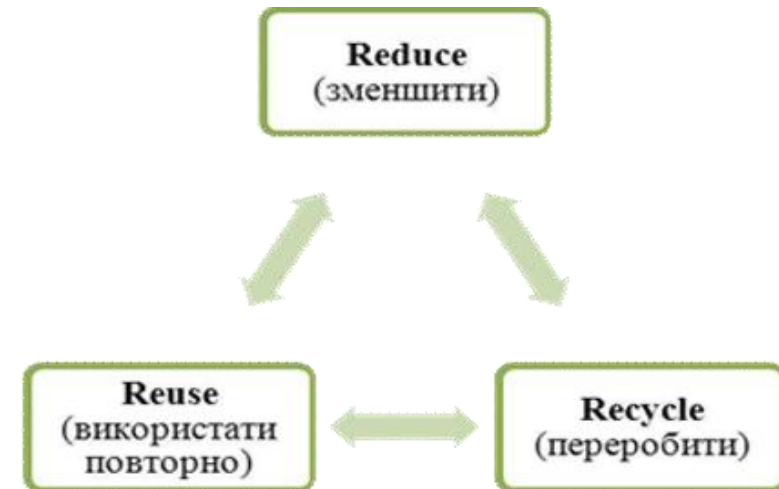 Reduce
(зменшити)
Reuse
(використати
повторно)
Recycle
(переробити)